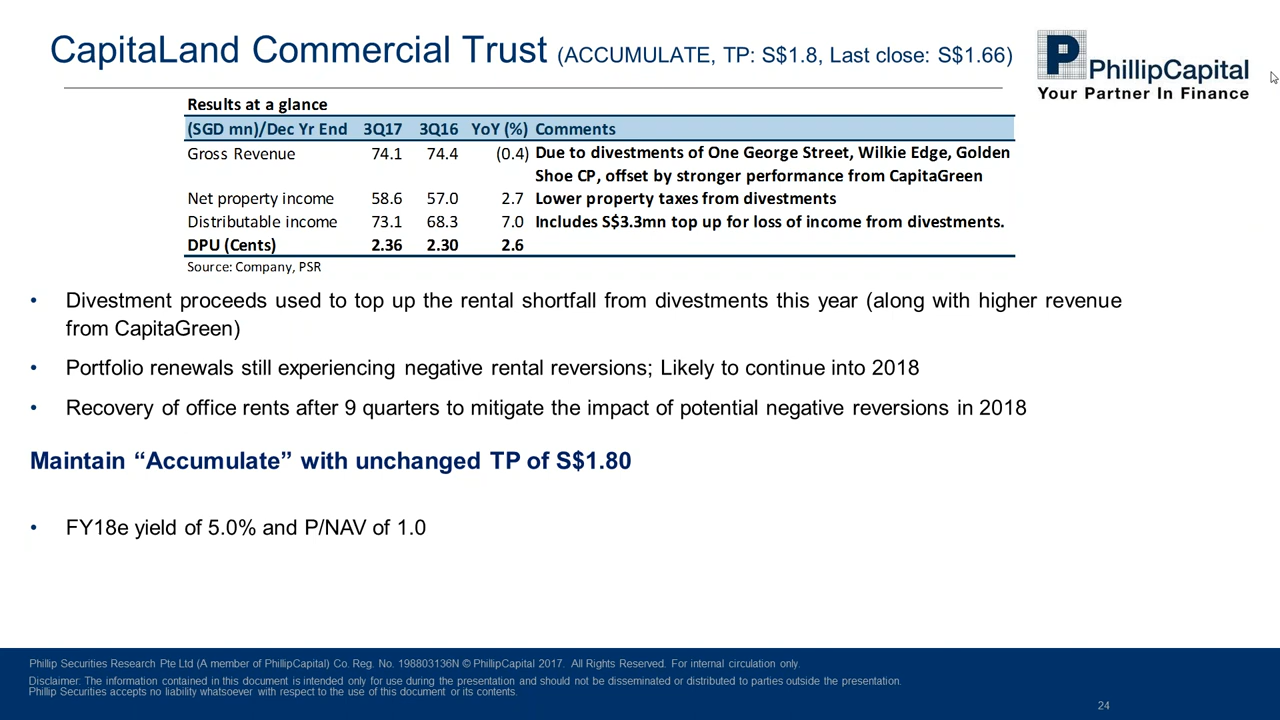 CapitaLand Commercial Trust (ACCUMULATE, TP: S$1.8, Last close: S$1.66)
PhillipCapital
Your Partner In Finance
Results at a glance
(SGD mn)/Dec Yr End 3Q17 3Q16 YoY (%) Comments
Gross Revenue 74.1 74.4 (0.4) Due to divestments of One George Street, Wilkie Edge, Golden
Shoe CP, offset by stronger performance from CapitaGreen
Net property income 58.6 57.0 2.7 Lower property taxes from divestments
Distributable income 73.1 68.3 7.0 Includes S$3.3mn top up for loss of income from divestments.
DPU (Cents) 2.36 2.30 2.6
Source: Company, PSR
• Divestment proceeds used to top up the rental shortfall from divestments this year (along with higher revenue
from CapitaGreen)
• Portfolio renewals still experiencing negative rental reversions; Likely to continue into 2018
• Recovery of office rents after 9 quarters to mitigate the impact of potential negative reversions in 2018
Maintain “Accumulate” with unchanged TP of S$1.80
• FY18e yield of 5.0% and P/NAV of 1.0
Phillip Securities Research Pte Ltd (A member of PhillipCapital) Co. Reg. No. 198803136N © PhillipCapital 2017. All Rights Reserved. For internal circulation only.
Disclaimer: The information contained in this document is intended only for use during the presentation and should not be disseminated or distributed to parties outside the presentation.
Phillip Securities accepts no liability whatsoever with respect to the use of this document or its contents.
24